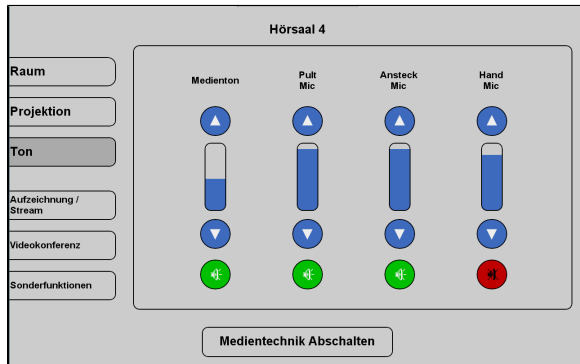 Hörsaal 4
Raum
Projektion
Ton
Aufzeichnung /
Stream
Videokonferenz
Sonderfunktionen
Medienton
Pult
Mic
Ansteck
Mic
Hand
Mic
Medientechnik Abschalten